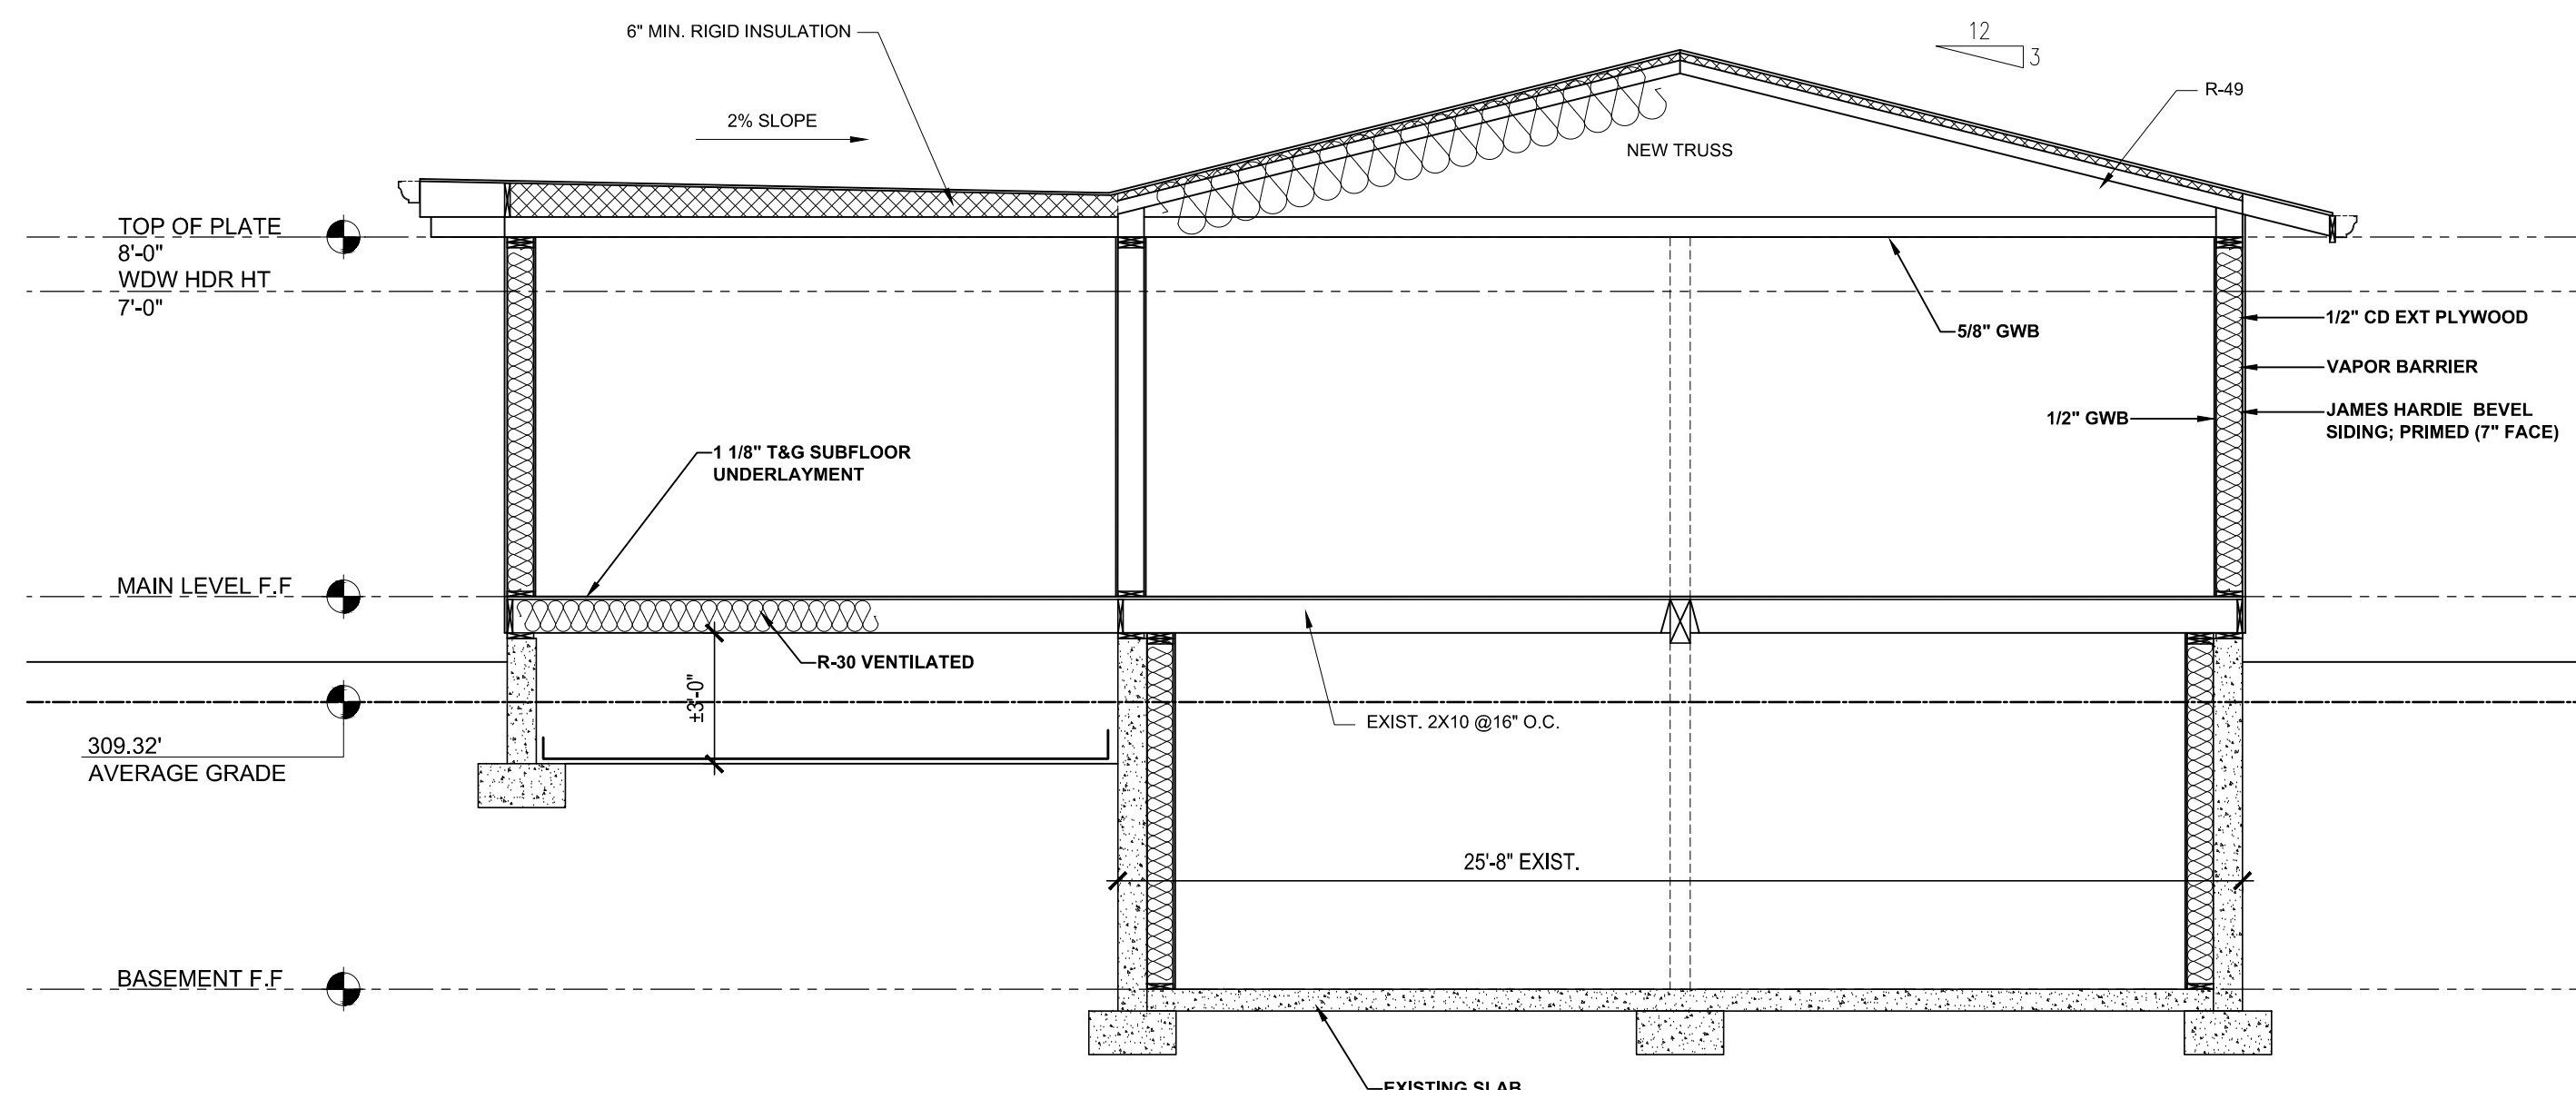 6" MIN. RIGID INSULATION
12
3
R-49
2% SLOPE
NEW TRUSS
TOP OF PLATE
8'-0"
WDW HDR HT
7'-0"
1/2" CD EXT PLYWOOD
5/8" GWB
VAPOR BARRIER
JAMES HARDIE BEVEL
SIDING; PRIMED (7" FACE)
1/2" GWB
1 1/8" T&G SUBFLOOR
UNDERLAYMENT
MAIN LEVEL F.F
R-30 VENTILATED
±3'-0"
EXIST. 2X10 @16" O.C.
309.32'
AVERAGE GRADE
25'-8" EXIST.
BASEMENT F.F
EXISTING SLAB